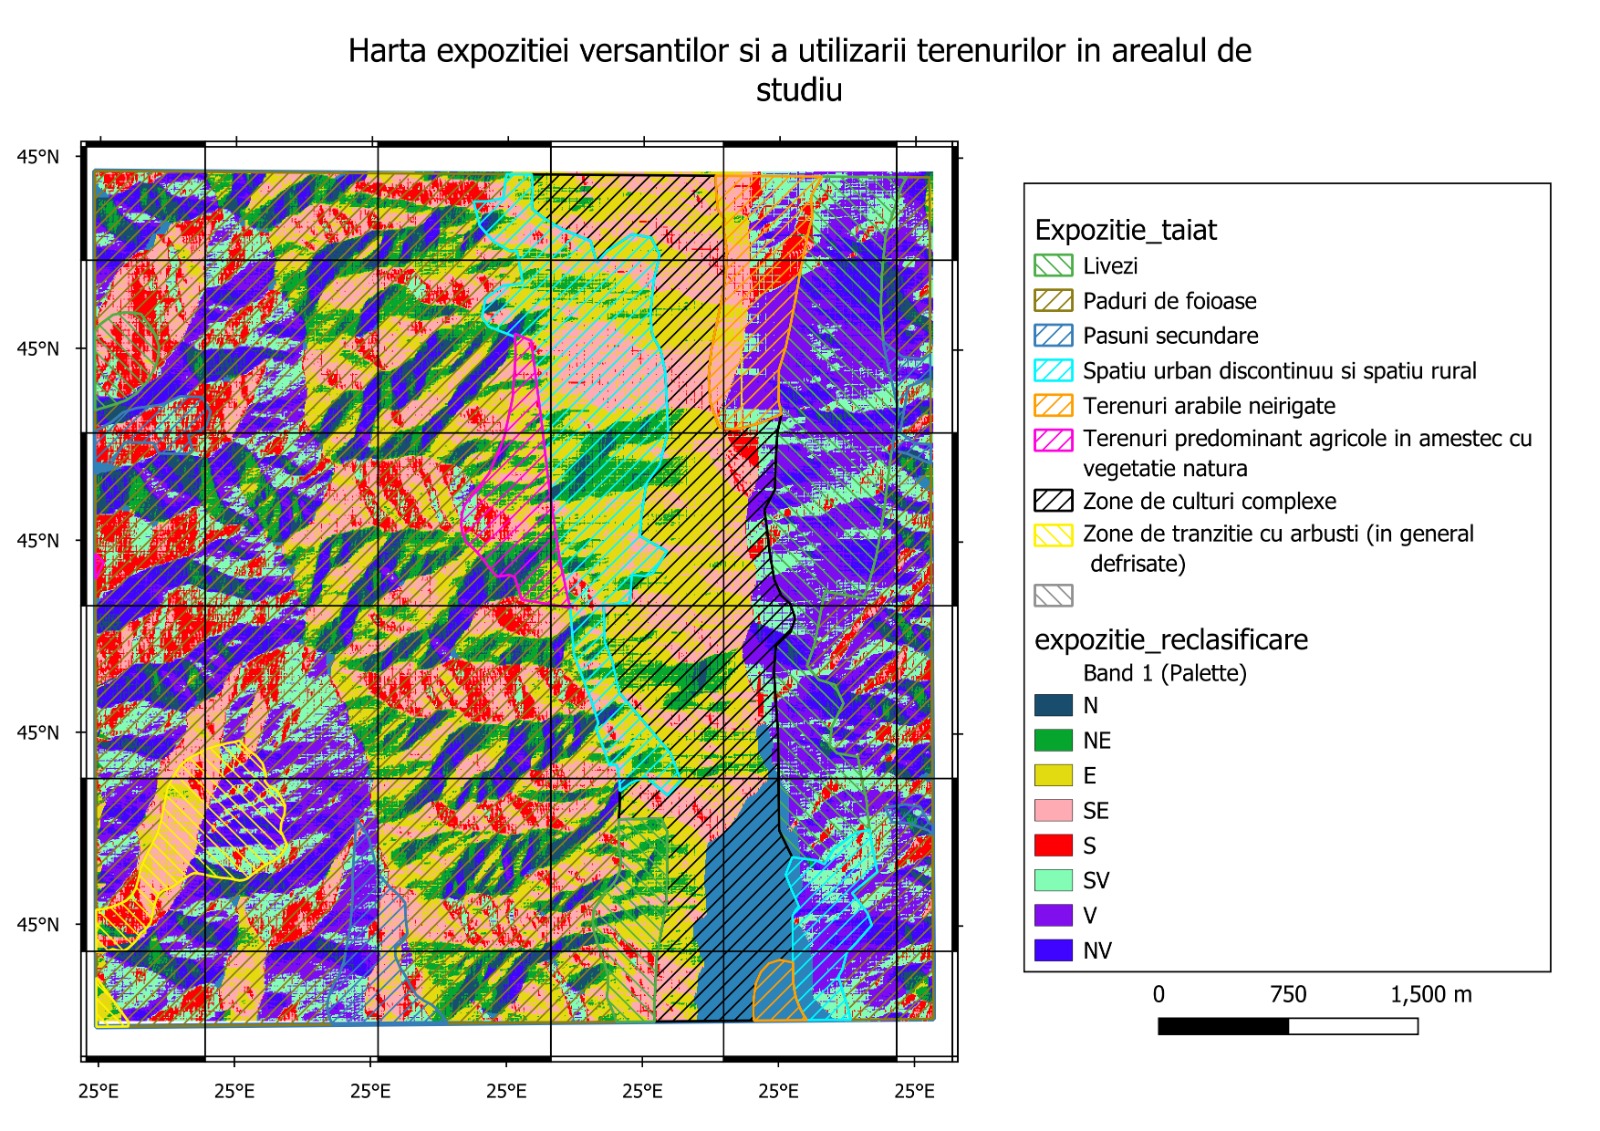 Harta expozitiei versantilor si a utilizarii terenurilor in arealul de
studiu
45°N
45°N
45°N
45°N
45°N
25°E
25°E
25°E
25°E
25°E
25°E
25°E
Expozitie_taiat
Livezi
Paduri de foioase
Pasuni secundare
Spatiu urban discontinuu si spatiu rural
Terenuri arabile neirigate
Terenuri predominant agricole in amestec cu
vegetatie natura
Zone de culturi complexe
Zone de tranzitie cu arbusti (in general
defrisate)
expozitie_reclasificare
Band 1 (Palette)
N
NE
E
SE
S
SV
V
NV
0 750 1,500 m